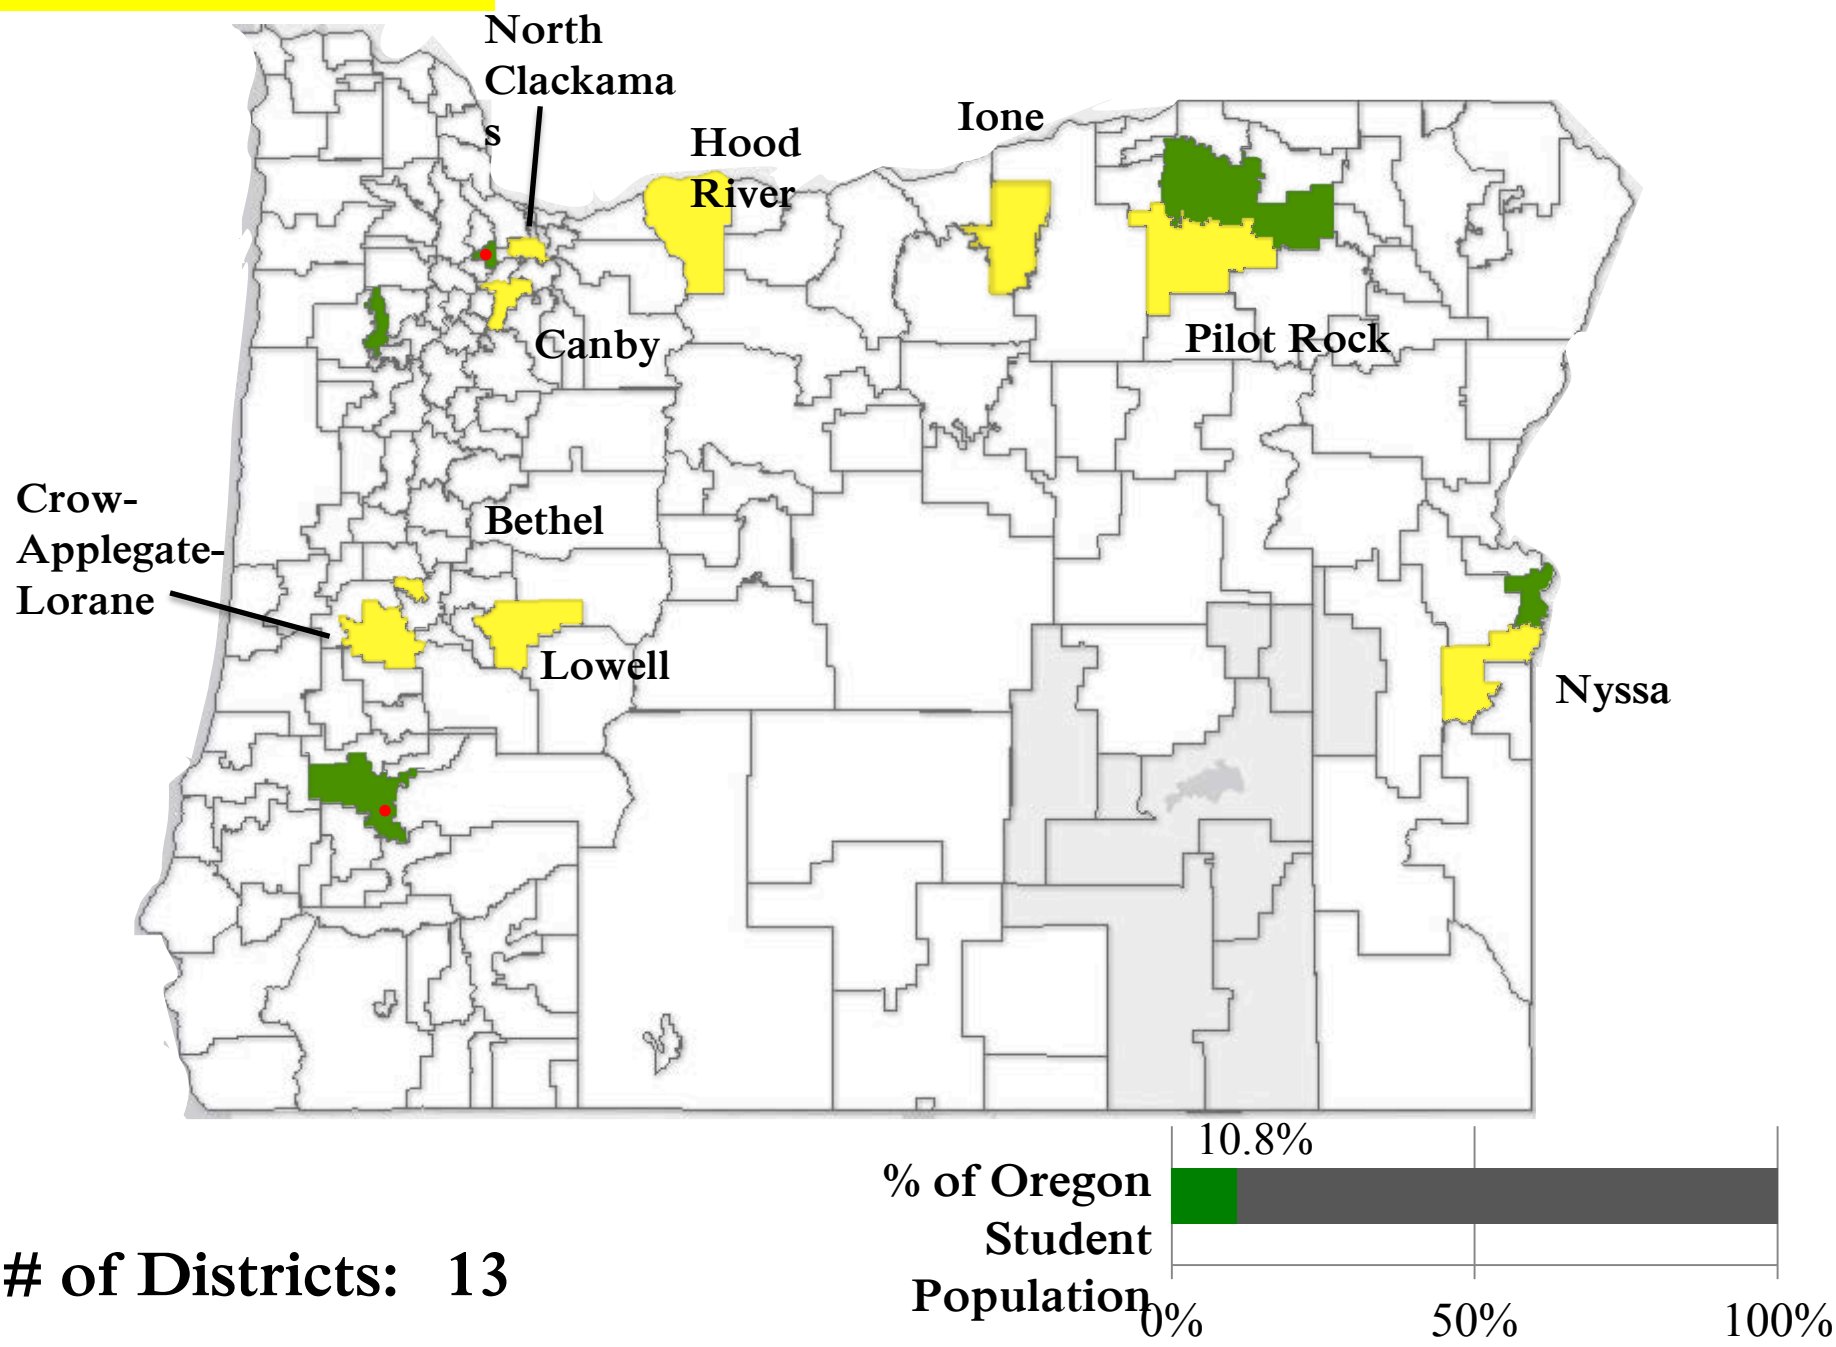 North
Clackama
s
Hood
River
Ione
Canby
Pilot Rock
Crow-
Applegate-
Lorane
Bethel
Lowell
Nyssa
10.8%
% of Oregon
Student
Population
0%
50%
100%
# of Districts: 13